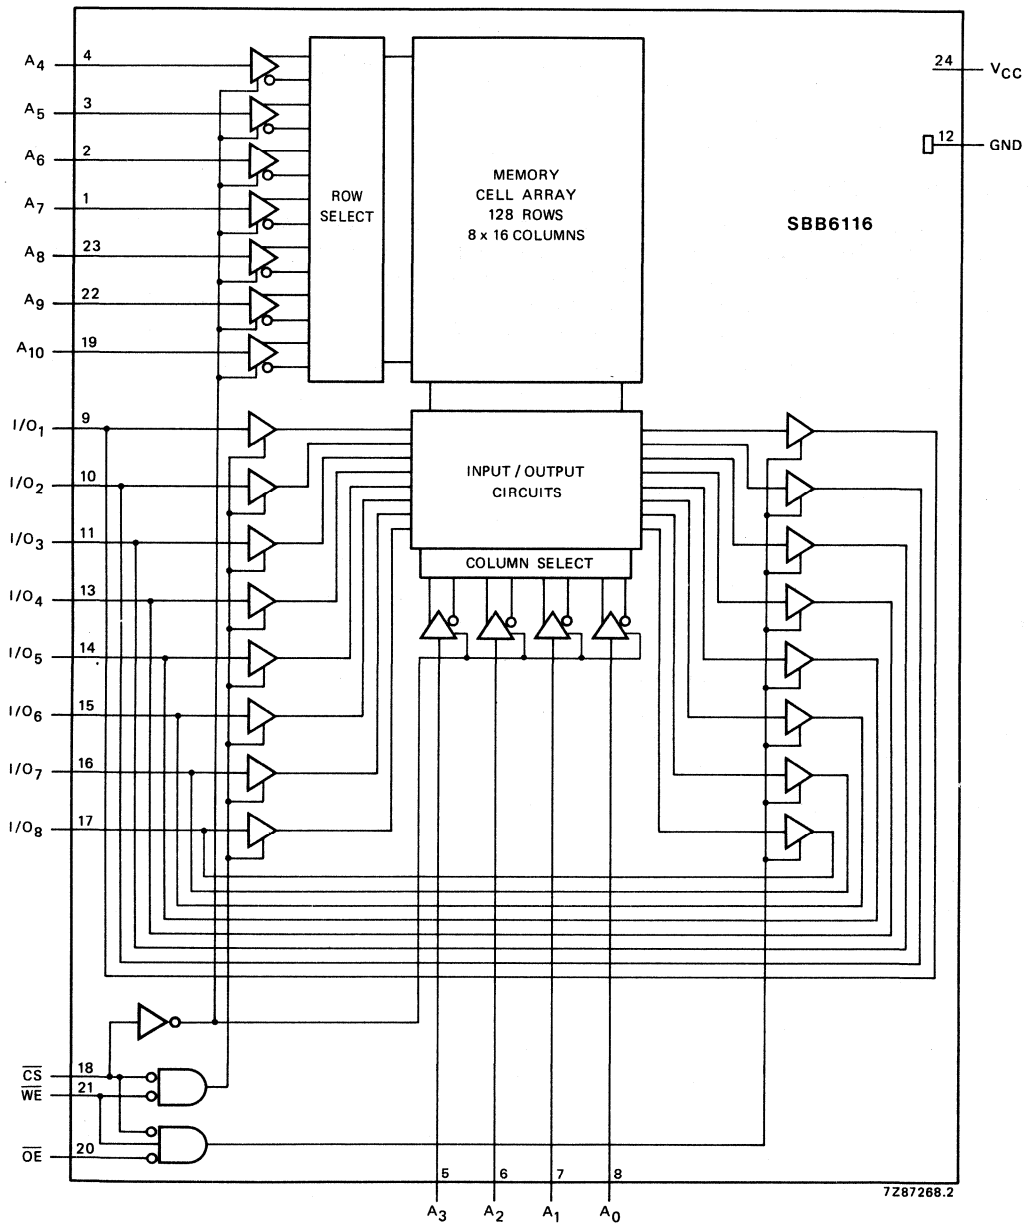 A4 4
A5 3
A6 2
A7 1
A8 23
A9 22
A10 19
ROW
SELECT
MEMORY
CELL ARRAY
128 ROWS
8 x 16 COLUMNS
24 VCC
12 GND
SBB6116
I/O1 9
I/O2 10
I/O3 11
I/O4 13
I/O5 14
I/O6 15
I/O7 16
I/O8 17
INPUT / OUTPUT
CIRCUITS
COLUMN SELECT
C̅S̅ 18
W̅E̅ 21
O̅E̅ 20
5 6 7 8
A3 A2 A1 A0
7Z87268.2